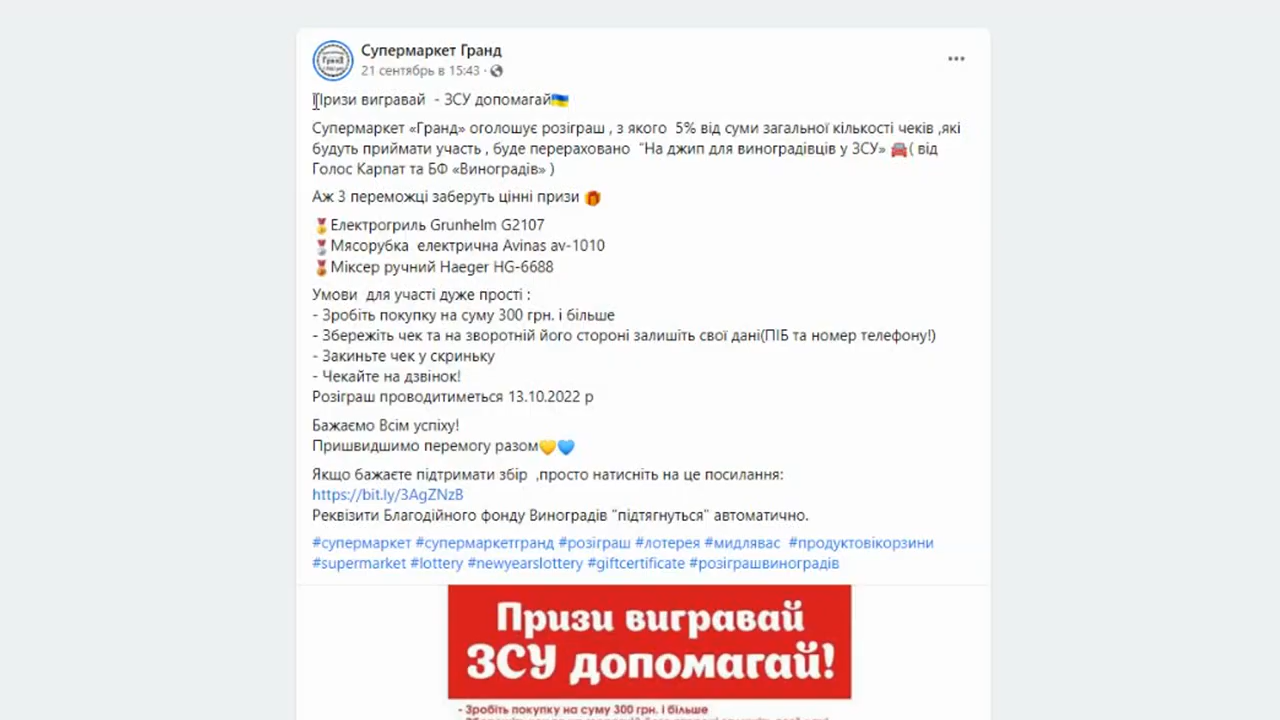 Супермаркет Гранд
21 сентябрь в 15:43 ·
Призи вигравай - ЗСУ допомагай🇺🇦
Супермаркет «Гранд» оголошує розіграш , з якого 5% від суми загальної кількості чеків ,які
будуть приймати участь , буде перераховано "На джип для виноградівців у ЗСУ» 🚘( від
Голос Карпат та БФ «Виноградів» )
Аж 3 переможці заберуть цінні призи 🎁
🥇Електрогриль Grunhelm G2107
🥈Мясорубка електрична Avinas av-1010
🥉Міксер ручний Haeger HG-6688
Умови для участі дуже прості :
- Зробіть покупку на суму 300 грн. і більше
- Збережіть чек та на зворотній його стороні залишіть свої дані(ПІБ та номер телефону!)
- Закиньте чек у скриньку
- Чекайте на дзвінок!
Розіграш проводитиметься 13.10.2022 р
Бажаємо Всім успіху!
Пришвидшимо перемогу разом💛💙
Якщо бажаєте підтримати збір ,просто натисніть на це посилання:
https://bit.ly/3AgZNzB
Реквізити Благодійного фонду Виноградів "підтягнуться" автоматично.
#супермаркет #супермаркетгранд #розіграш #лотерея #мидлявас #продуктовікорзини
#supermarket #lottery #newyearslottery #giftcertificate #розіграшвиноградів
Призи вигравай
ЗСУ допомагай!
- Зробіть покупку на суму 300 грн. і більше